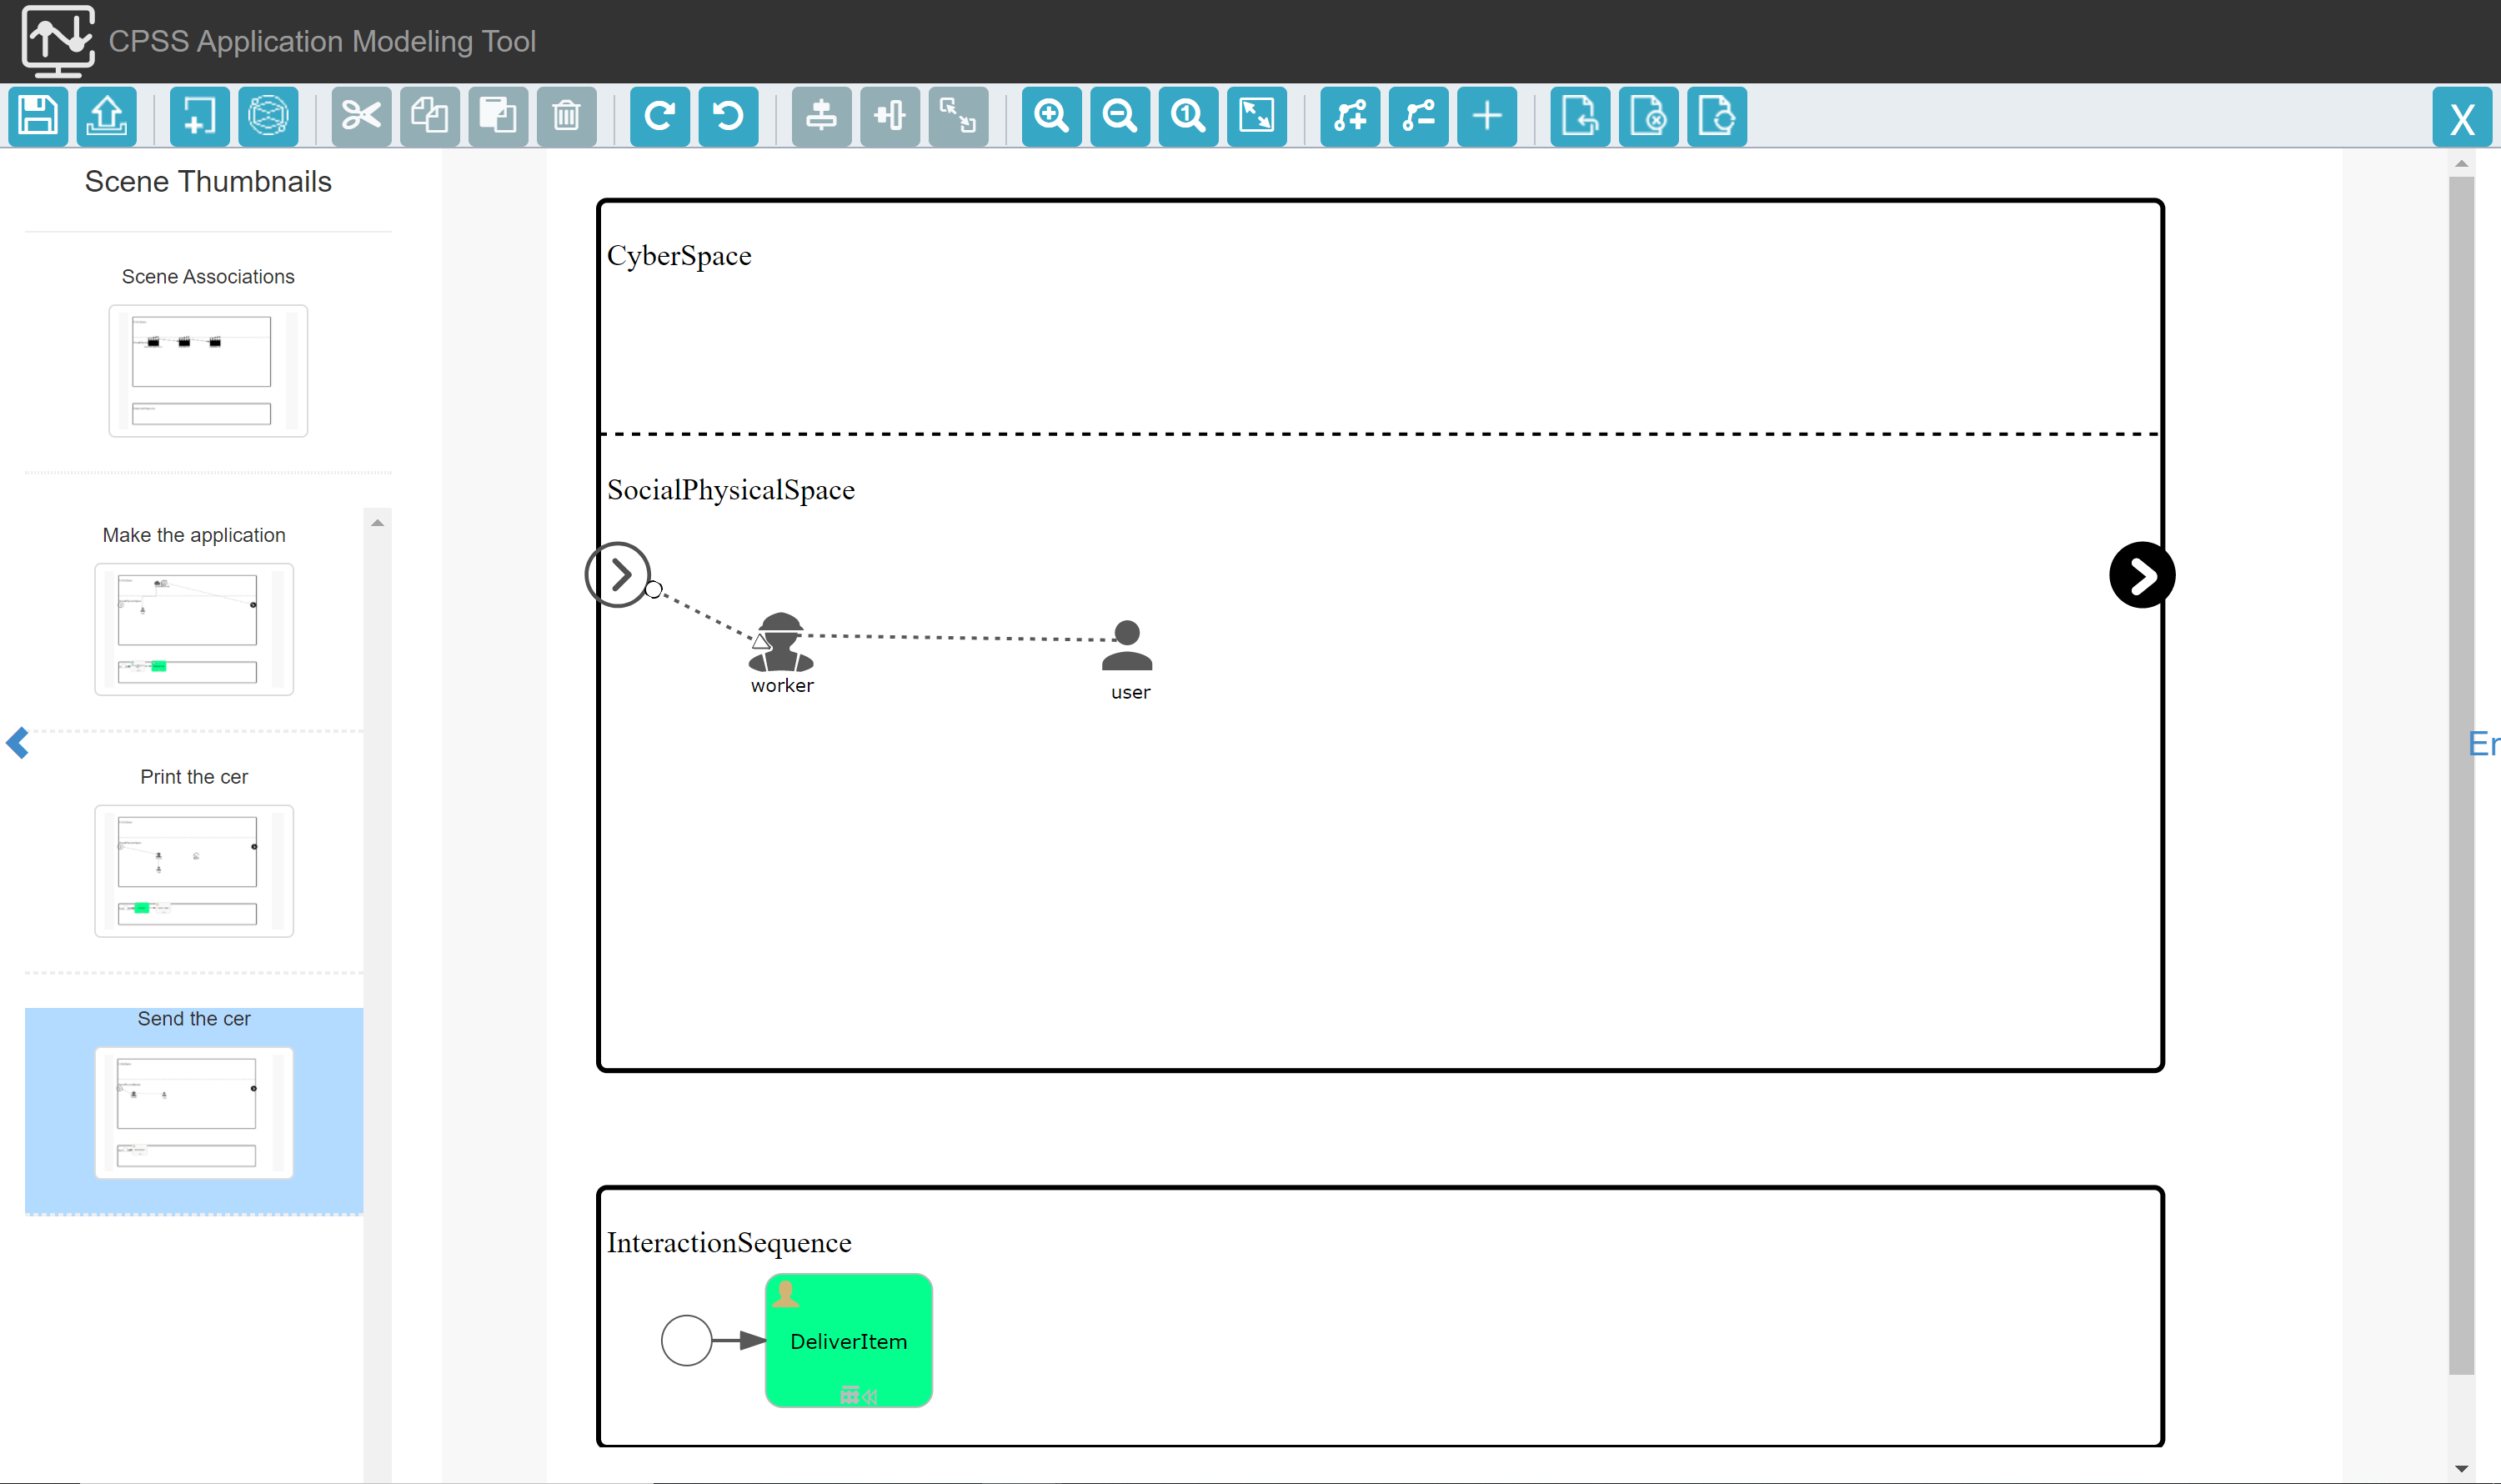 CPSS Application Modeling Tool
1
X
Scene Thumbnails
Scene Associations
Make the application
Print the cer
Send the cer
CyberSpace
SocialPhysicalSpace
worker
user
En
InteractionSequence
DeliverItem